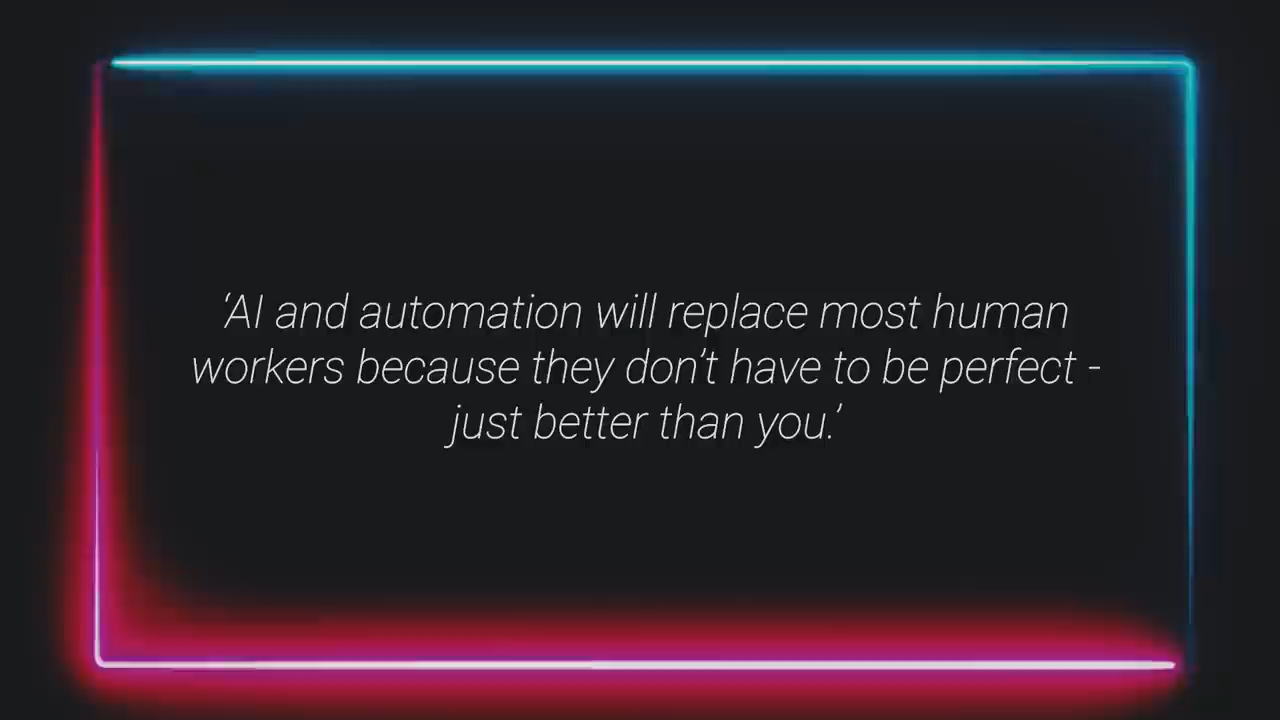 ‘AI and automation will replace most human
workers because they don’t have to be perfect -
just better than you.’